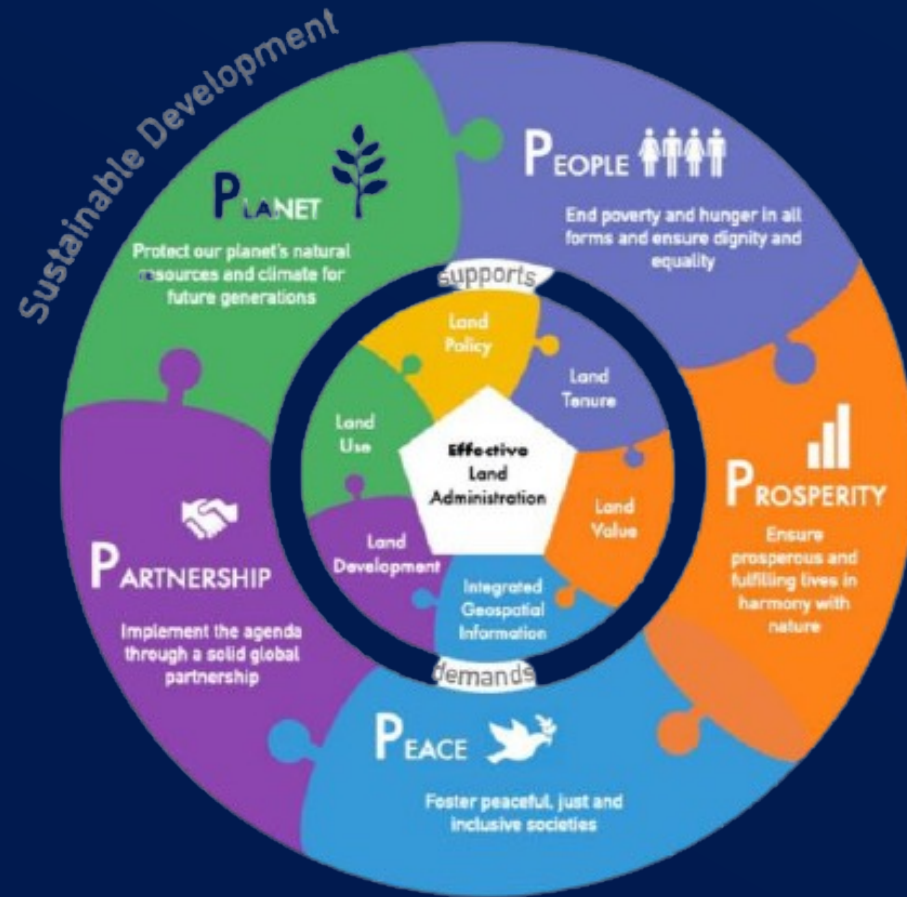 Sustainable Development
PLANET
Protect our planet's natural
resources and climate for
future generations
PEOPLE
End poverty and hunger in all
forms and ensure dignity and
equality
PROSPERITY
Ensure
prosperous and
fulfilling lives in
harmony with
nature
PEACE
Foster peaceful, just and
inclusive societies
PARTNERSHIP
Implement the agenda
through a solid global
partnership
supports
Land
Policy
Land
Tenure
Land
Value
Integrated
Geospatial
Information
Land
Development
Land
Use
Effective
Land
Administration
demands